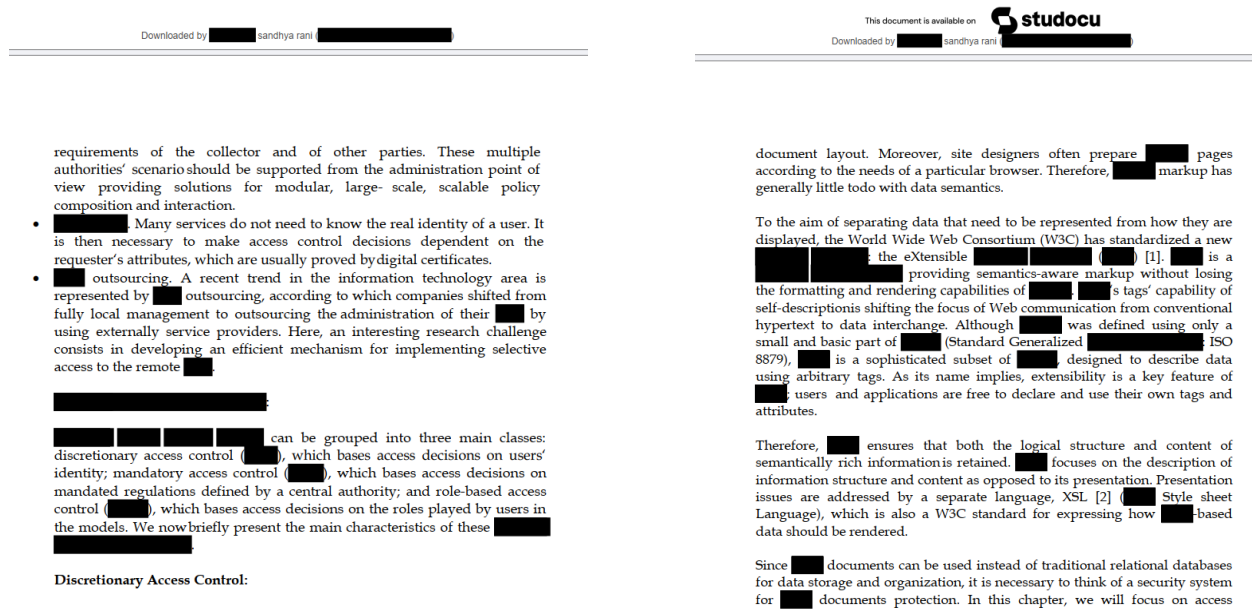 Downloaded by sandhya rani ( )
requirements of the collector and of other parties. These multiple
authorities' scenario should be supported from the administration point of
view providing solutions for modular, large- scale, scalable policy
composition and interaction.
• . Many services do not need to know the real identity of a user. It
is then necessary to make access control decisions dependent on the
requester's attributes, which are usually proved by digital certificates.
• outsourcing. A recent trend in the information technology area is
represented by outsourcing, according to which companies shifted from
fully local management to outsourcing the administration of their by
using externally service providers. Here, an interesting research challenge
consists in developing an efficient mechanism for implementing selective
access to the remote .
:
can be grouped into three main classes:
discretionary access control ( ), which bases access decisions on users'
identity; mandatory access control ( ), which bases access decisions on
mandated regulations defined by a central authority; and role-based access
control ( ), which bases access decisions on the roles played by users in
the models. We now briefly present the main characteristics of these
.
Discretionary Access Control:
This document is available on studocu
Downloaded by sandhya rani ( )
document layout. Moreover, site designers often prepare pages
according to the needs of a particular browser. Therefore, markup has
generally little todo with data semantics.
To the aim of separating data that need to be represented from how they are
displayed, the World Wide Web Consortium (W3C) has standardized a new
: the eXtensible ( ) [1]. is a
providing semantics-aware markup without losing
the formatting and rendering capabilities of . 's tags' capability of
self-descriptionis shifting the focus of Web communication from conventional
hypertext to data interchange. Although was defined using only a
small and basic part of (Standard Generalized ; ISO
8879), is a sophisticated subset of , designed to describe data
using arbitrary tags. As its name implies, extensibility is a key feature of
; users and applications are free to declare and use their own tags and
attributes.
Therefore, ensures that both the logical structure and content of
semantically rich information is retained. focuses on the description of
information structure and content as opposed to its presentation. Presentation
issues are addressed by a separate language, XSL [2] ( Style sheet
Language), which is also a W3C standard for expressing how -based
data should be rendered.
Since documents can be used instead of traditional relational databases
for data storage and organization, it is necessary to think of a security system
for documents protection. In this chapter, we will focus on access